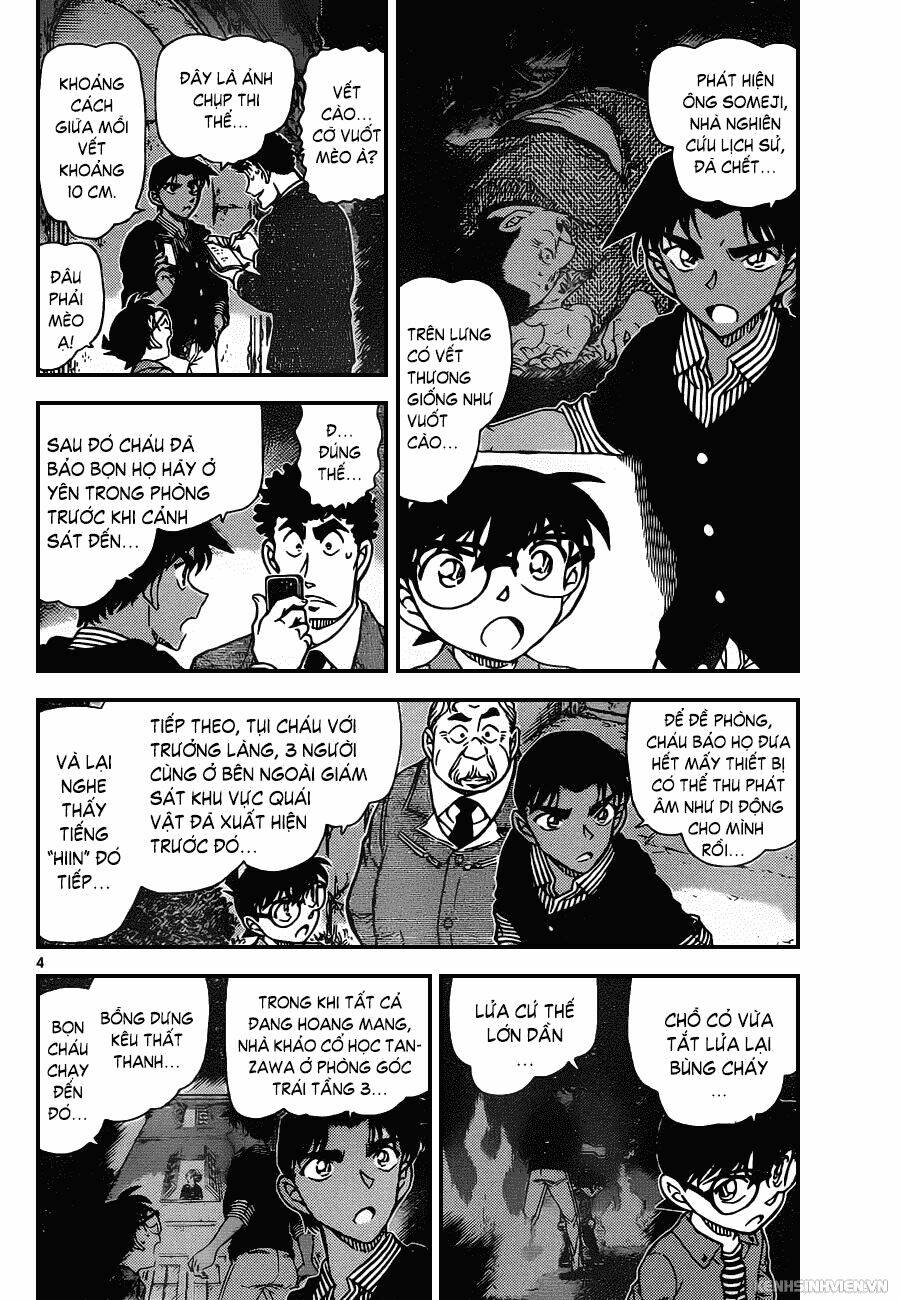 PHÁT HIỆN
ÔNG SOMEJI,
NHÀ NGHIÊN
CỨU LỊCH SỬ,
ĐÃ CHẾT...
TRÊN LƯNG
CÓ VẾT
THƯƠNG
GIỐNG NHƯ
VUỐT
CÀO...
VẾT
CÀO...
CỠ VUỐT
MÈO À?
ĐÂY LÀ ẢNH
CHỤP THI
THỂ...
KHOẢNG
CÁCH
GIỮA MỖI
VẾT
KHOẢNG
10 CM.
ĐÂU
PHẢI
MÈO
Ạ!
Đ...
ĐÚNG
THẾ...
SAU ĐÓ CHÁU ĐÃ
BẢO BỌN HỌ HÃY Ở
YÊN TRONG PHÒNG
TRƯỚC KHI CẢNH
SÁT ĐẾN...
ĐỂ ĐỀ PHÒNG,
CHÁU BẢO HỌ ĐƯA
HẾT MẤY THIẾT BỊ
CÓ THỂ THU PHÁT
ÂM NHƯ DI ĐỘNG
CHO MÌNH
RỒI...
TIẾP THEO, TỤI CHÁU VỚI
TRƯỞNG LÀNG, 3 NGƯỜI
CÙNG Ở BÊN NGOÀI GIÁM
SÁT KHU VỰC QUÁI
VẬT ĐÃ XUẤT HIỆN
TRƯỚC ĐÓ...
VÀ LẠI
NGHE
THẤY
TIẾNG
“HIIN” ĐÓ
TIẾP...
4
CHỖ CỎ VỪA
TẮT LỬA LẠI
BÙNG CHÁY
...
LỬA CỨ THẾ
LỚN DẦN
...
TRONG KHI TẤT CẢ
ĐANG HOANG MANG,
NHÀ KHẢO CỔ HỌC TAN-
ZAWA Ở PHÒNG GÓC
TRÁI TẦNG 3...
BỖNG DƯNG
KÊU THẤT
THANH...
BỌN
CHÁU
CHẠY
ĐẾN
ĐÓ...
KENHSINHVIEN.VN